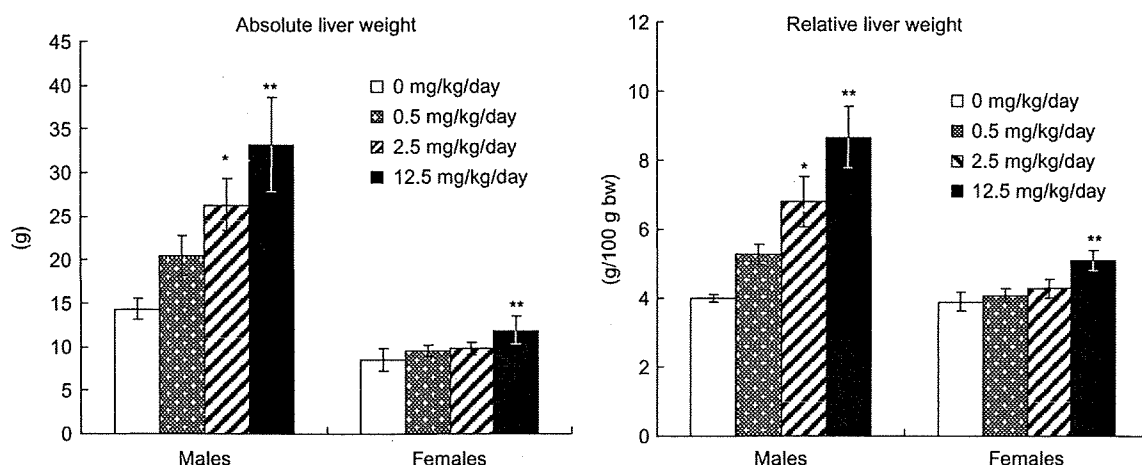 Absolute liver weight
45
40
35
30
25
20
15
10
5
0
(g)
0 mg/kg/day
0.5 mg/kg/day
2.5 mg/kg/day
12.5 mg/kg/day
*
**
**
Males
Females
Relative liver weight
12
10
8
6
4
2
0
(g/100 g bw)
0 mg/kg/day
0.5 mg/kg/day
2.5 mg/kg/day
12.5 mg/kg/day
*
**
**
Males
Females